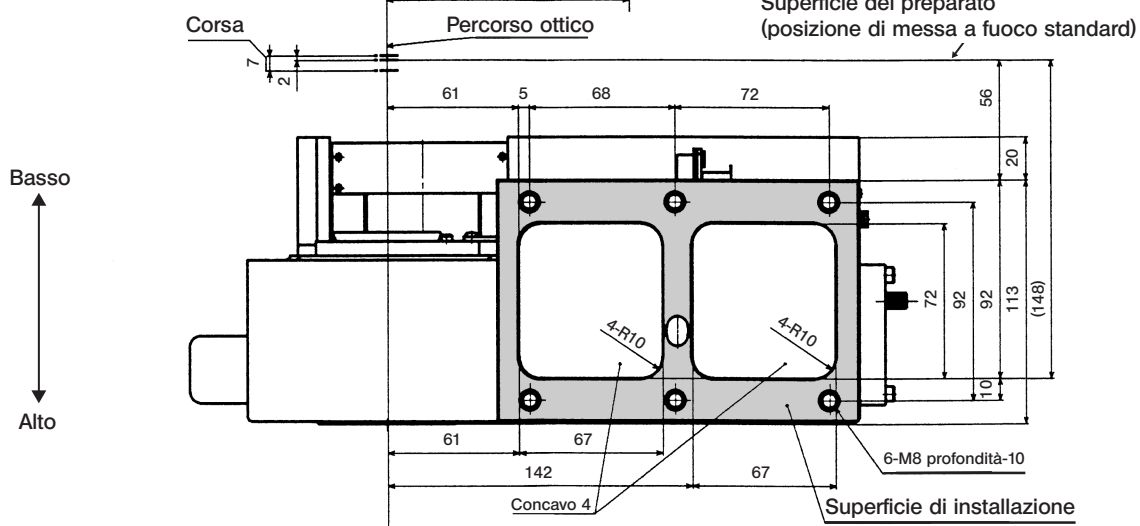 Superficie del preparato
(posizione di messa a fuoco standard)
Corsa
Percorso ottico
7
2
61
5
68
72
56
20
Basso
Alto
4-R10
4-R10
72
92
92
113
(148)
10
61
67
142
67
6-M8 profondità-10
Concavo 4
Superficie di installazione